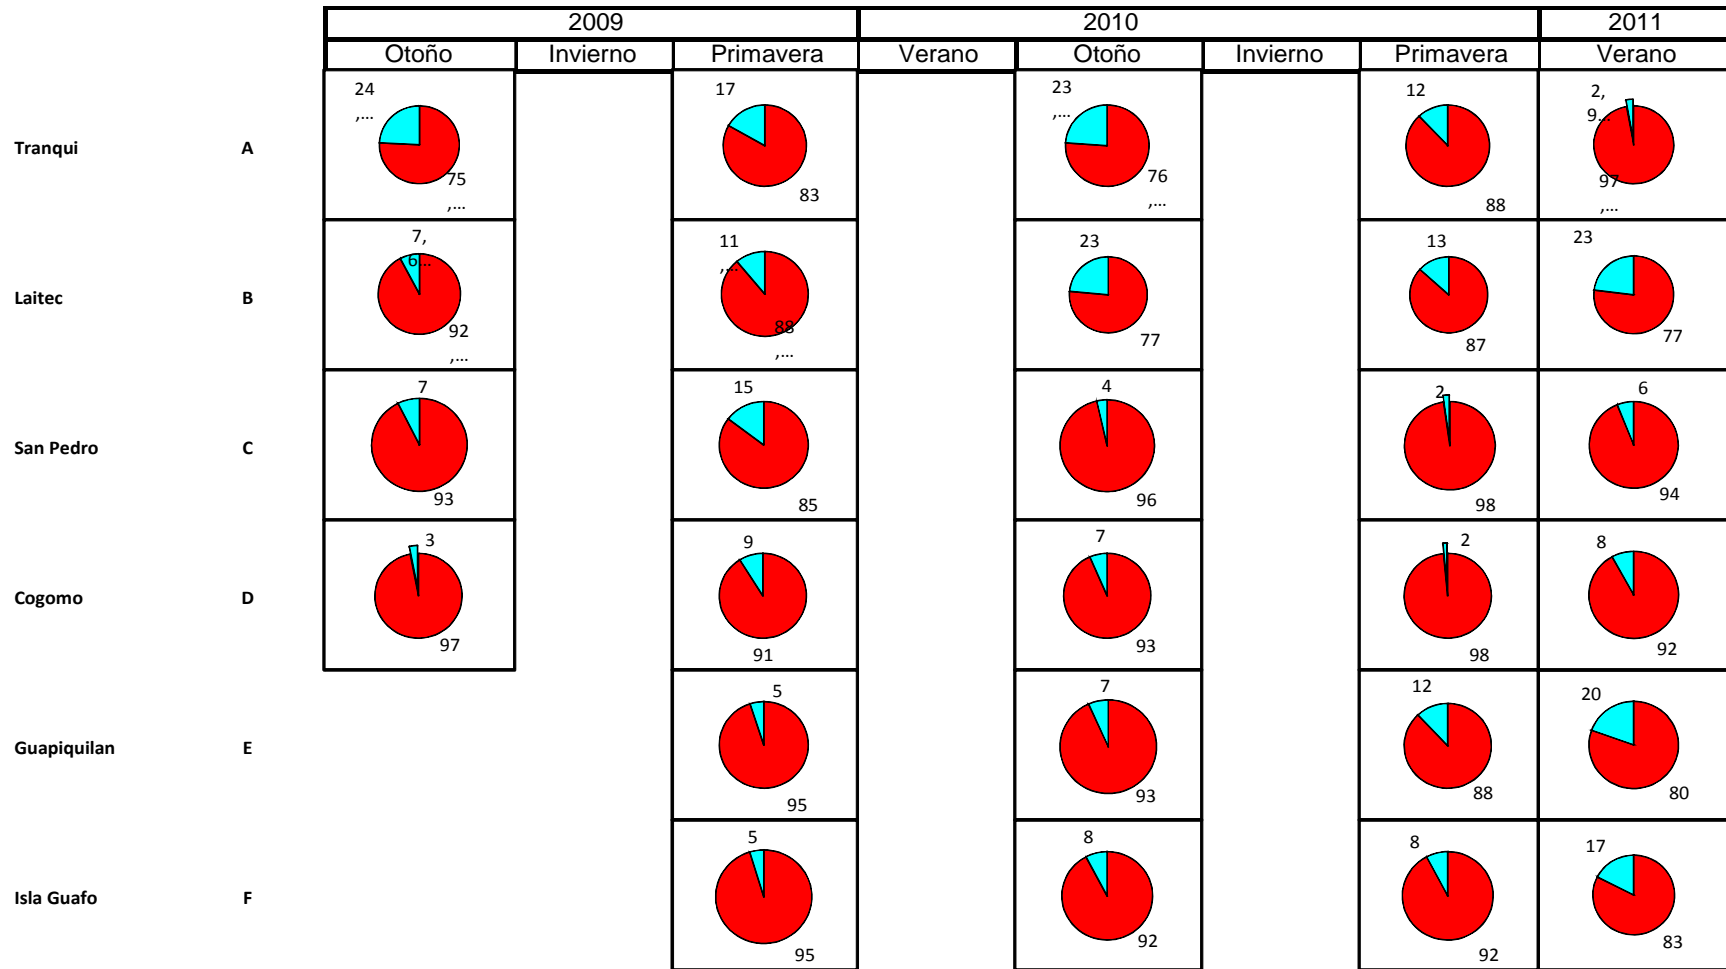 2009 2010 2011
Otoño Invierno Primavera Verano Otoño Invierno Primavera Verano
24 17 23 12 2,
,... ,... 9...
Tranqui A
75 83 76 88 97
,... ,... ,...
7, 11 23 13 23
6... ,...
Laitec B
92 88 77 87 77
,... ,...
7 15 4 2 6
San Pedro C
93 85 96 98 94
3 9 7 2 8
Cogomo D
97 91 93 98 92
5 7 12 20
Guapiquilan E
95 93 88 80
5 8 8 17
Isla Guafo F
95 92 92 83